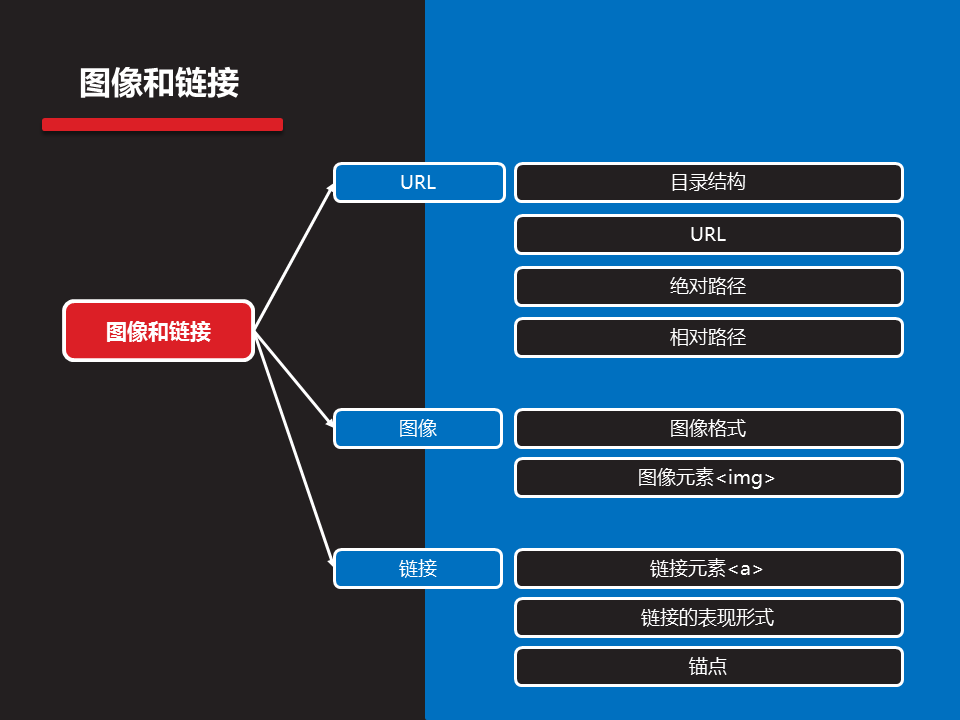 图像和链接
图像和链接
URL
目录结构
URL
绝对路径
相对路径
图像
图像格式
图像元素<img>
链接
链接元素<a>
链接的表现形式
锚点